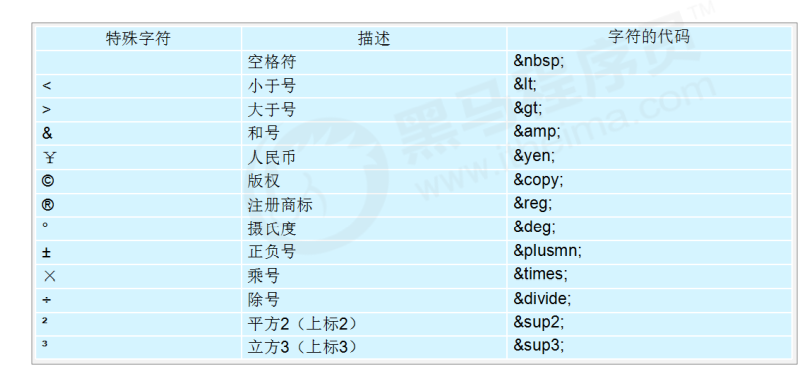 特殊字符 描述 字符的代码
空格符 &nbsp;
< 小于号 &lt;
> 大于号 &gt;
& 和号 &amp;
¥ 人民币 &yen;
© 版权 &copy;
® 注册商标 &reg;
° 摄氏度 &deg;
± 正负号 &plusmn;
× 乘号 &times;
÷ 除号 &divide;
² 平方2（上标2） &sup2;
³ 立方3（上标3） &sup3;
黑马程序员TM